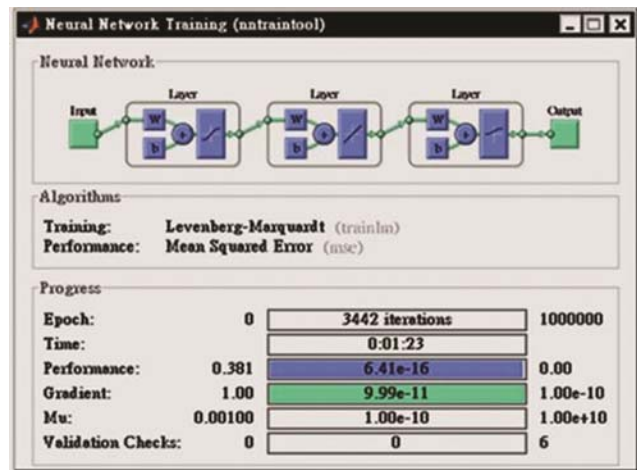 Neural Network Training (nntraintool)
Neural Network
Layer Layer Layer
Input Output
W W W
b b b
Algorithms
Training: Levenberg-Marquardt (trainlm)
Performance: Mean Squared Error (mse)
Progress
Epoch: 0 3442 iterations 1000000
Time: 0:01:23
Performance: 0.381 6.41e-16 0.00
Gradient: 1.00 9.99e-11 1.00e-10
Mu: 0.00100 1.00e-10 1.00e+10
Validation Checks: 0 0 6